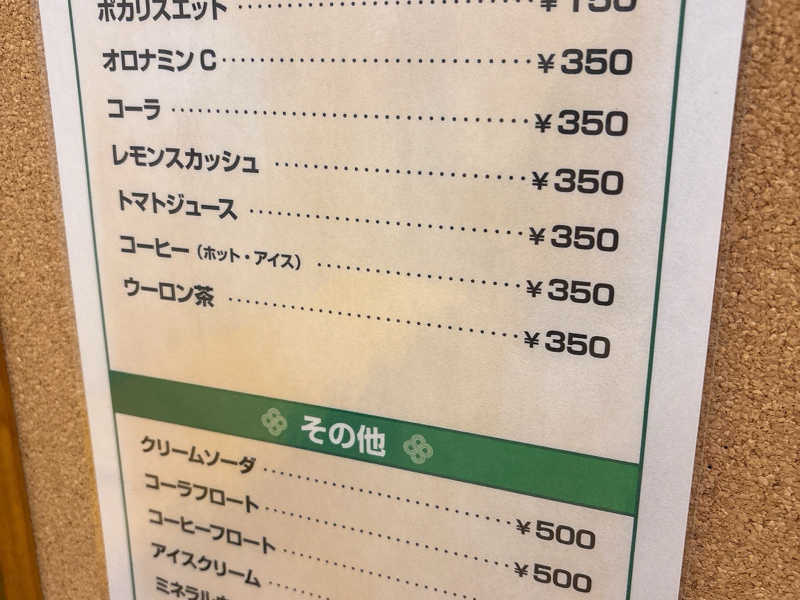 ポカリスエット ¥150
オロナミンC ¥350
コーラ ¥350
レモンスカッシュ ¥350
トマトジュース ¥350
コーヒー（ホット・アイス） ¥350
ウーロン茶 ¥350
その他
クリームソーダ ¥500
コーラフロート ¥500
コーヒーフロート
アイスクリーム